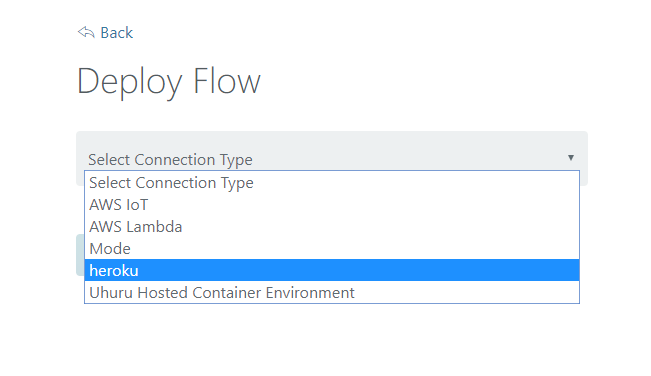 Back
Deploy Flow
Select Connection Type
Select Connection Type
AWS IoT
AWS Lambda
Mode
heroku
Uhuru Hosted Container Environment